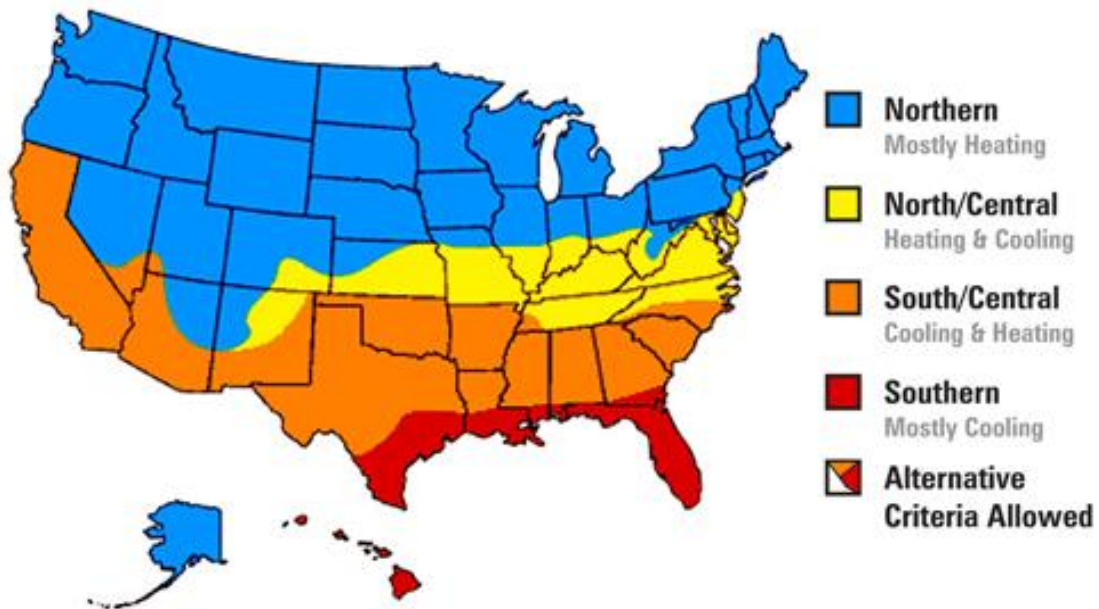 Northern
Mostly Heating
North/Central
Heating & Cooling
South/Central
Cooling & Heating
Southern
Mostly Cooling
Alternative
Criteria Allowed